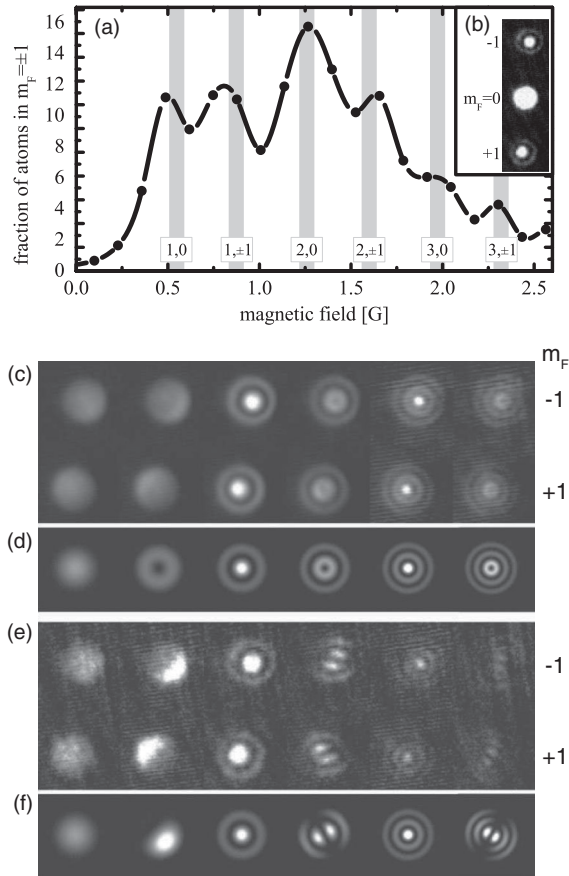 (a)
(b)
-1
m_F=0
+1
fraction of atoms in m_F=±1
16
14
12
10
8
6
4
2
0
1,0
1,±1
2,0
2,±1
3,0
3,±1
0.0
0.5
1.0
1.5
2.0
2.5
magnetic field [G]
m_F
(c)
-1
+1
(d)
(e)
-1
+1
(f)